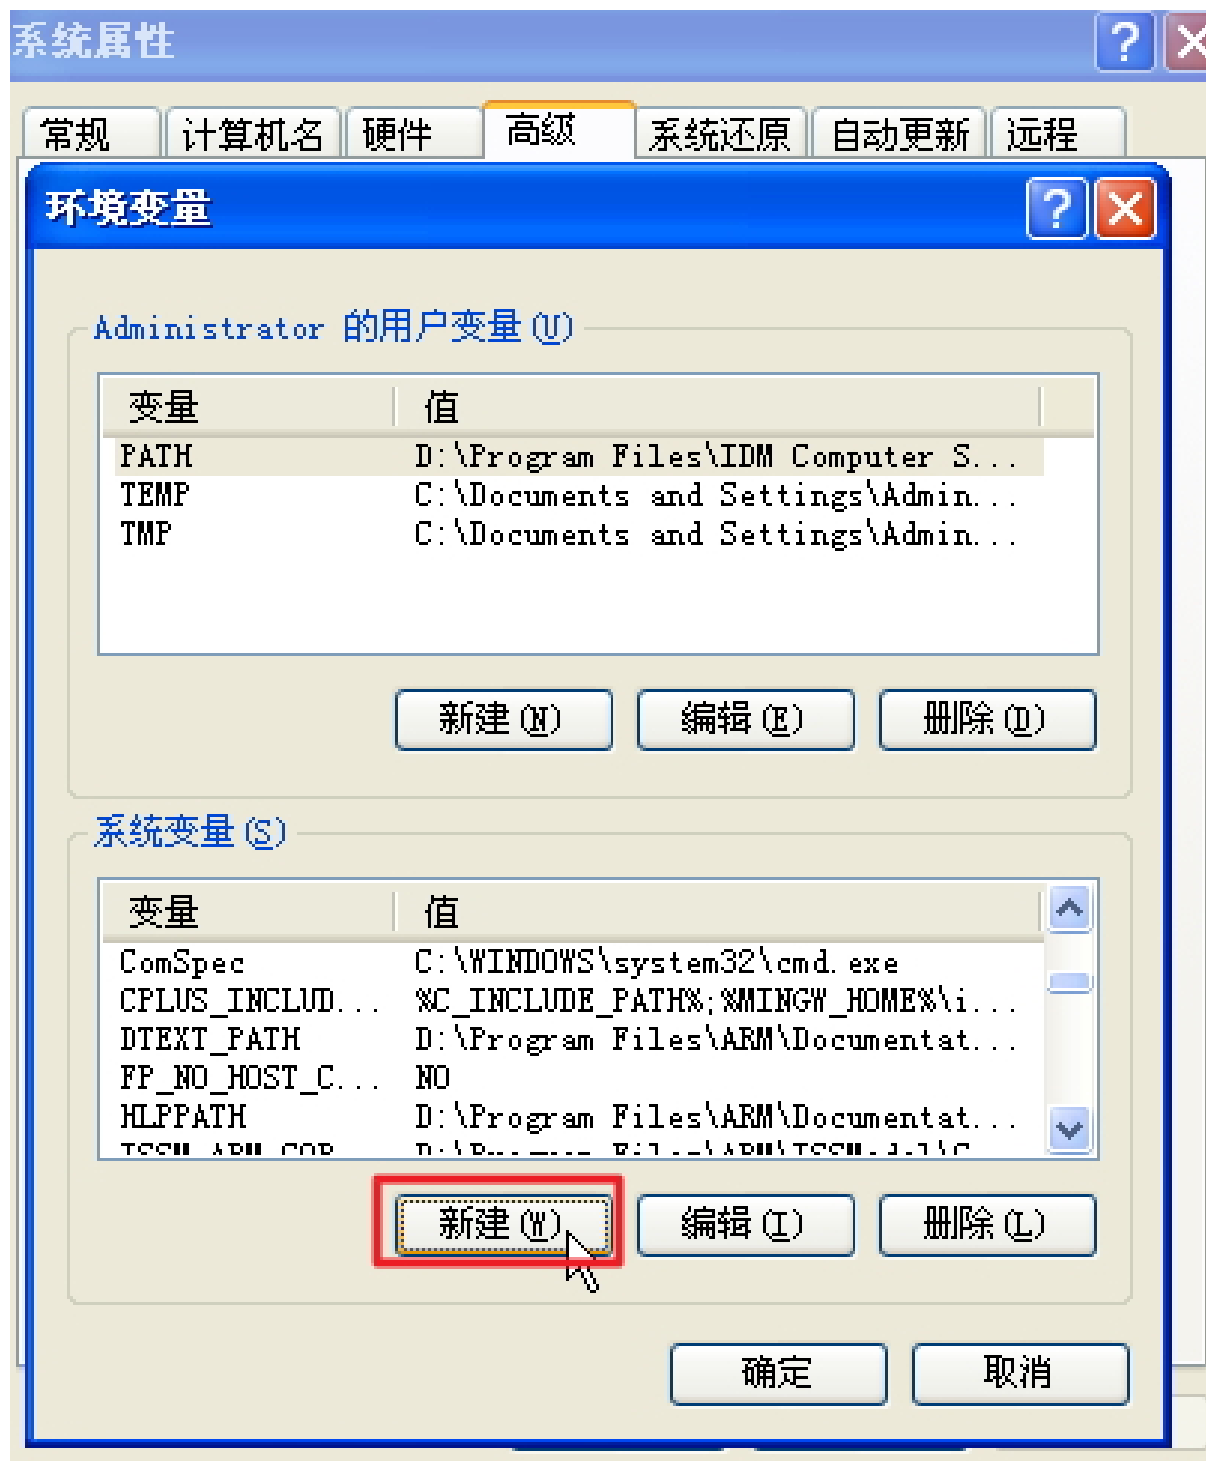 系统属性
常规 计算机名 硬件 高级 系统还原 自动更新 远程
环境变量
Administrator 的用户变量(U)
变量 值
PATH D:\Program Files\IDM Computer S...
TEMP C:\Documents and Settings\Admin...
TMP C:\Documents and Settings\Admin...
新建(N) 编辑(E) 删除(D)
系统变量(S)
变量 值
ComSpec C:\WINDOWS\system32\cmd.exe
CPLUS_INCLUD... %C_INCLUDE_PATH%;%MINGW_HOME%\i...
DTEXT_PATH D:\Program Files\ARM\Documentat...
FP_NO_HOST_C... NO
HLPPATH D:\Program Files\ARM\Documentat...
新建(W) 编辑(I) 删除(L)
确定 取消